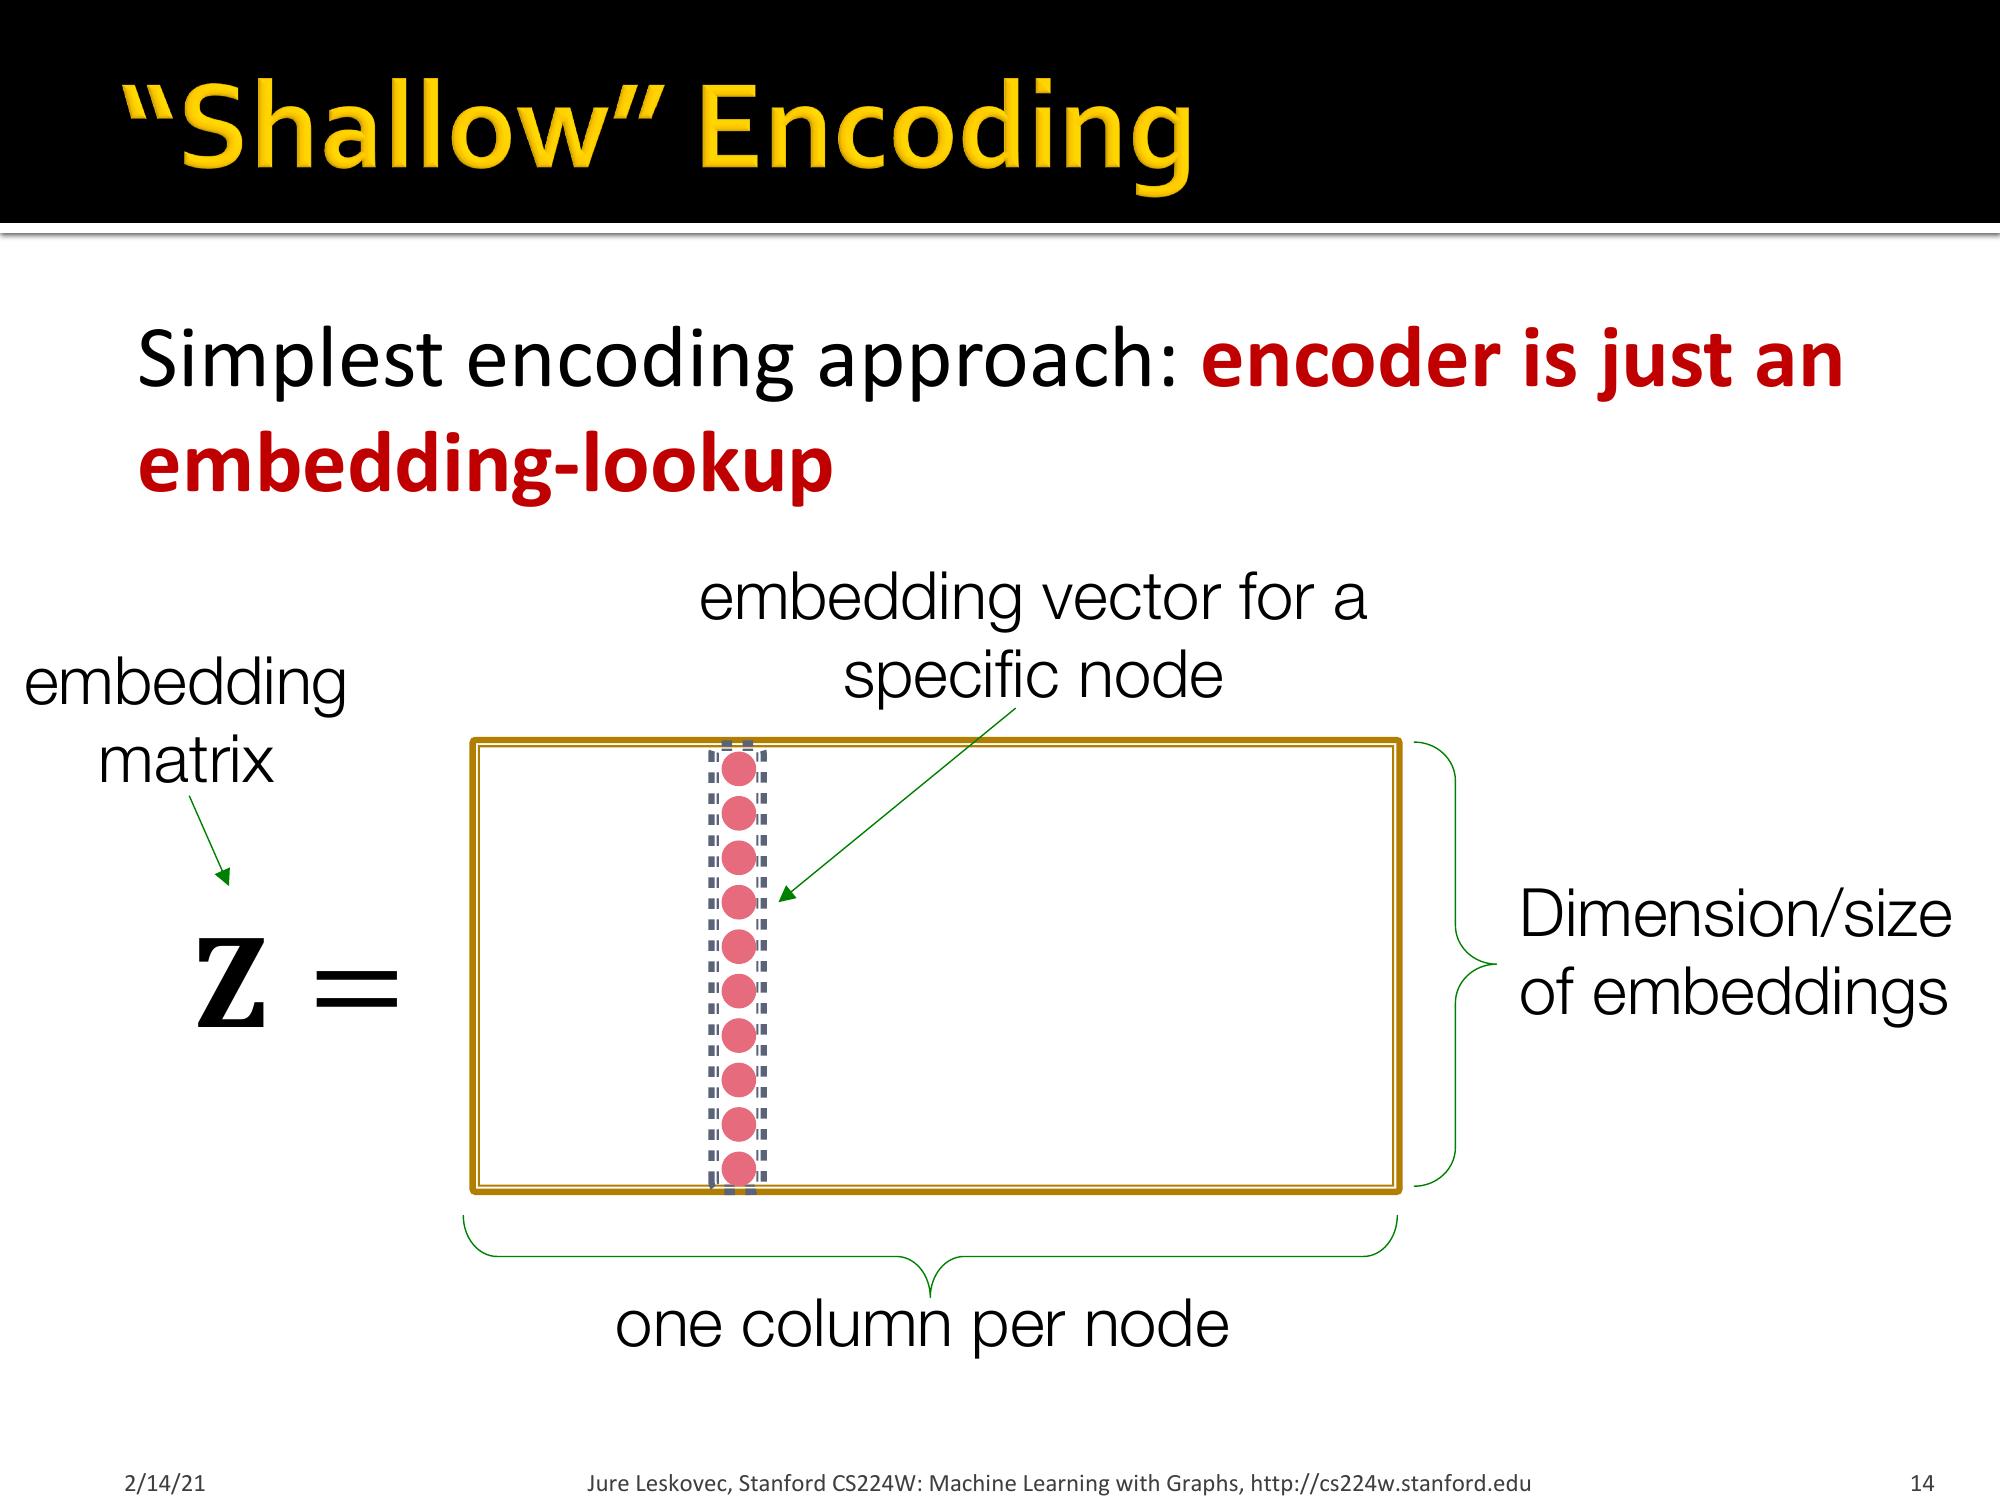 “Shallow” Encoding
Simplest encoding approach: encoder is just an
embedding-lookup
embedding vector for a
specific node
embedding
matrix
Z =
Dimension/size
of embeddings
one column per node
2/14/21
Jure Leskovec, Stanford CS224W: Machine Learning with Graphs, http://cs224w.stanford.edu
14